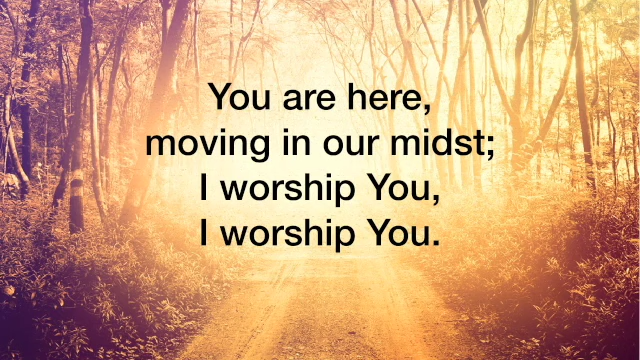 You are here,
moving in our midst;
I worship You,
I worship You.